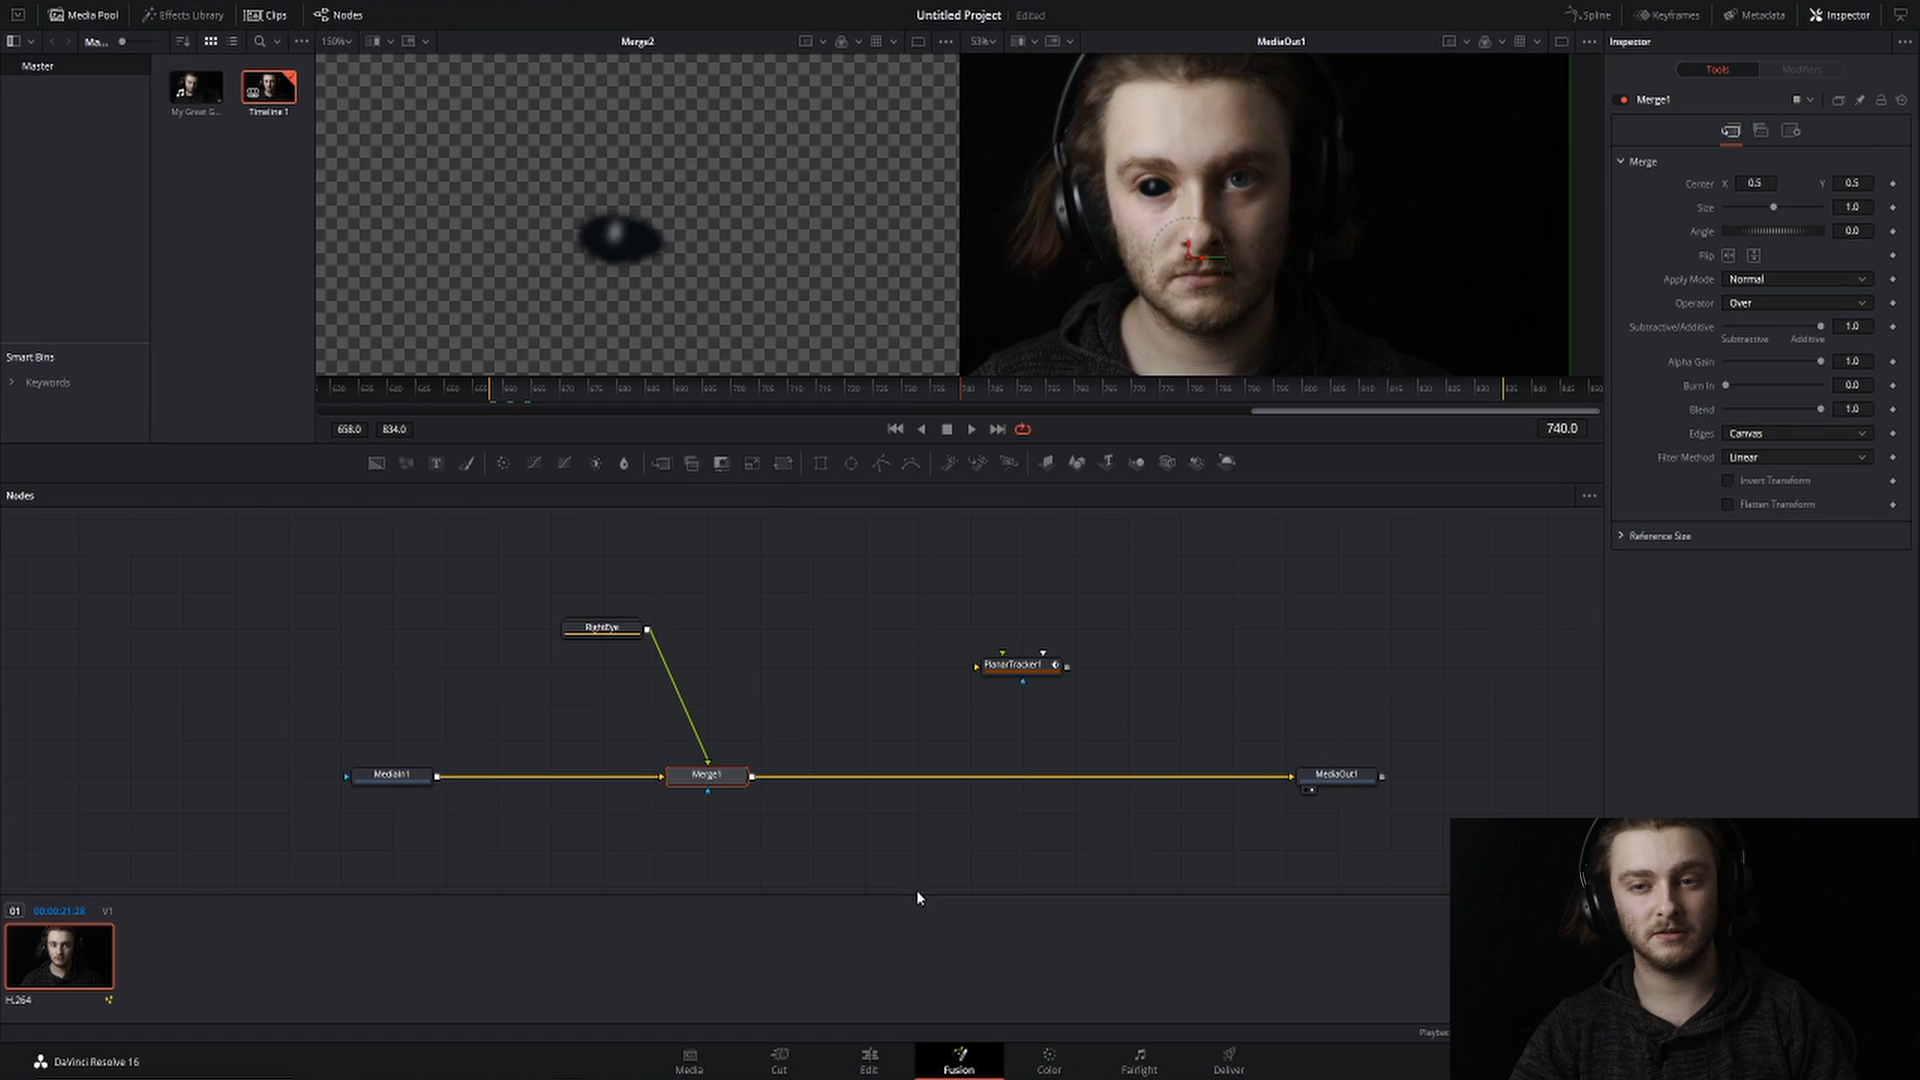 Media Pool
Effects Library
Clips
Nodes
Untitled Project
Edited
Spline
Keyframes
Metadata
Inspector
Ma...
150%
Merge2
53%
MediaOut1
Inspector
Master
Tools
Modifiers
My Great G...
Timeline 1
Merge1
Merge
Center X 0.5 Y 0.5
Size 1.0
Angle 0.0
Flip
Apply Mode Normal
Operator Over
Subtractive/Additive 1.0
Subtractive Additive
Alpha Gain 1.0
Burn In 0.0
Blend 1.0
Edges Canvas
Filter Method Linear
Invert Transform
Flatten Transform
Reference Size
Smart Bins
Keywords
658.0
834.0
740.0
Nodes
RightEye
PlanarTracker1
MediaIn1
Merge1
MediaOut1
01
00:00:21:28
V1
H.264
DaVinci Resolve 16
Media
Cut
Edit
Fusion
Color
Fairlight
Deliver